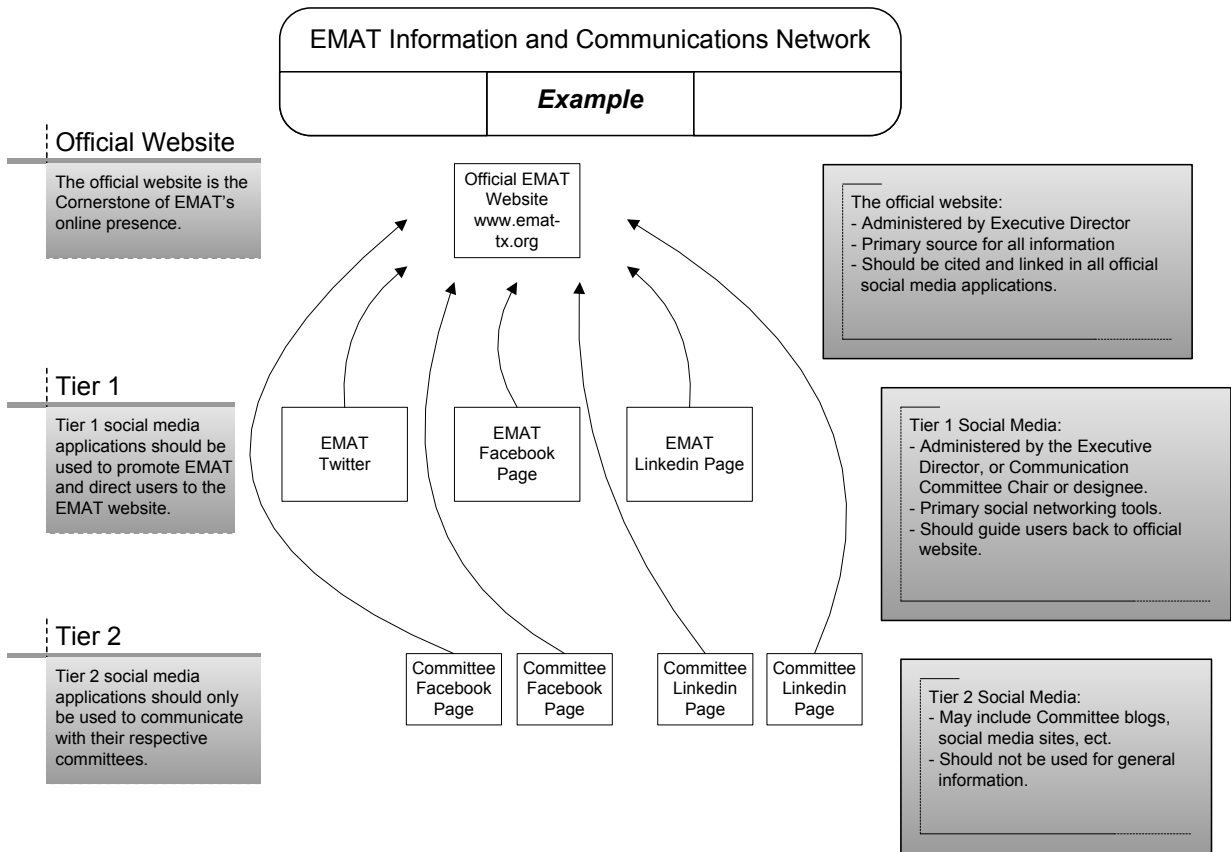 EMAT Information and Communications Network
Example
Official Website
The official website is the
Cornerstone of EMAT's
online presence.
Official EMAT
Website
www.emat-
tx.org
The official website:
- Administered by Executive Director
- Primary source for all information
- Should be cited and linked in all official
social media applications.
Tier 1
Tier 1 social media
applications should be
used to promote EMAT
and direct users to the
EMAT website.
EMAT
Twitter
EMAT
Facebook
Page
EMAT
Linkedin Page
Tier 1 Social Media:
- Administered by the Executive
Director, or Communication
Committee Chair or designee.
- Primary social networking tools.
- Should guide users back to official
website.
Tier 2
Tier 2 social media
applications should only
be used to communicate
with their respective
committees.
Committee
Facebook
Page
Committee
Facebook
Page
Committee
Linkedin
Page
Committee
Linkedin
Page
Tier 2 Social Media:
- May include Committee blogs,
social media sites, ect.
- Should not be used for general
information.